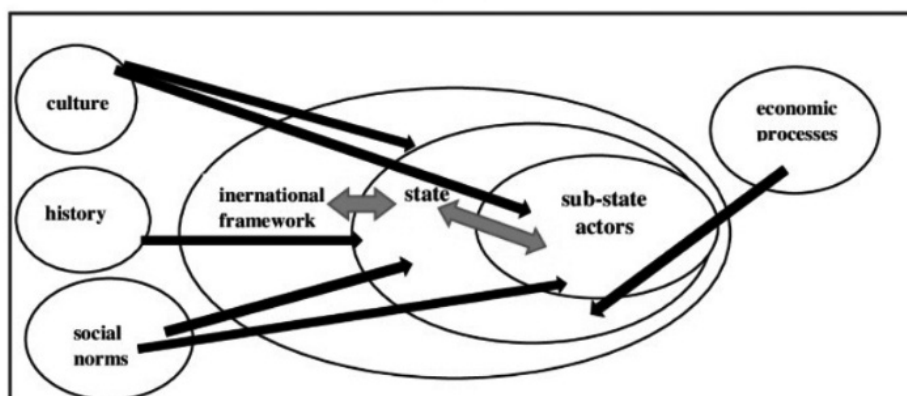 culture
economic
processes
history
inernational
framework
state
sub-state
actors
social
norms